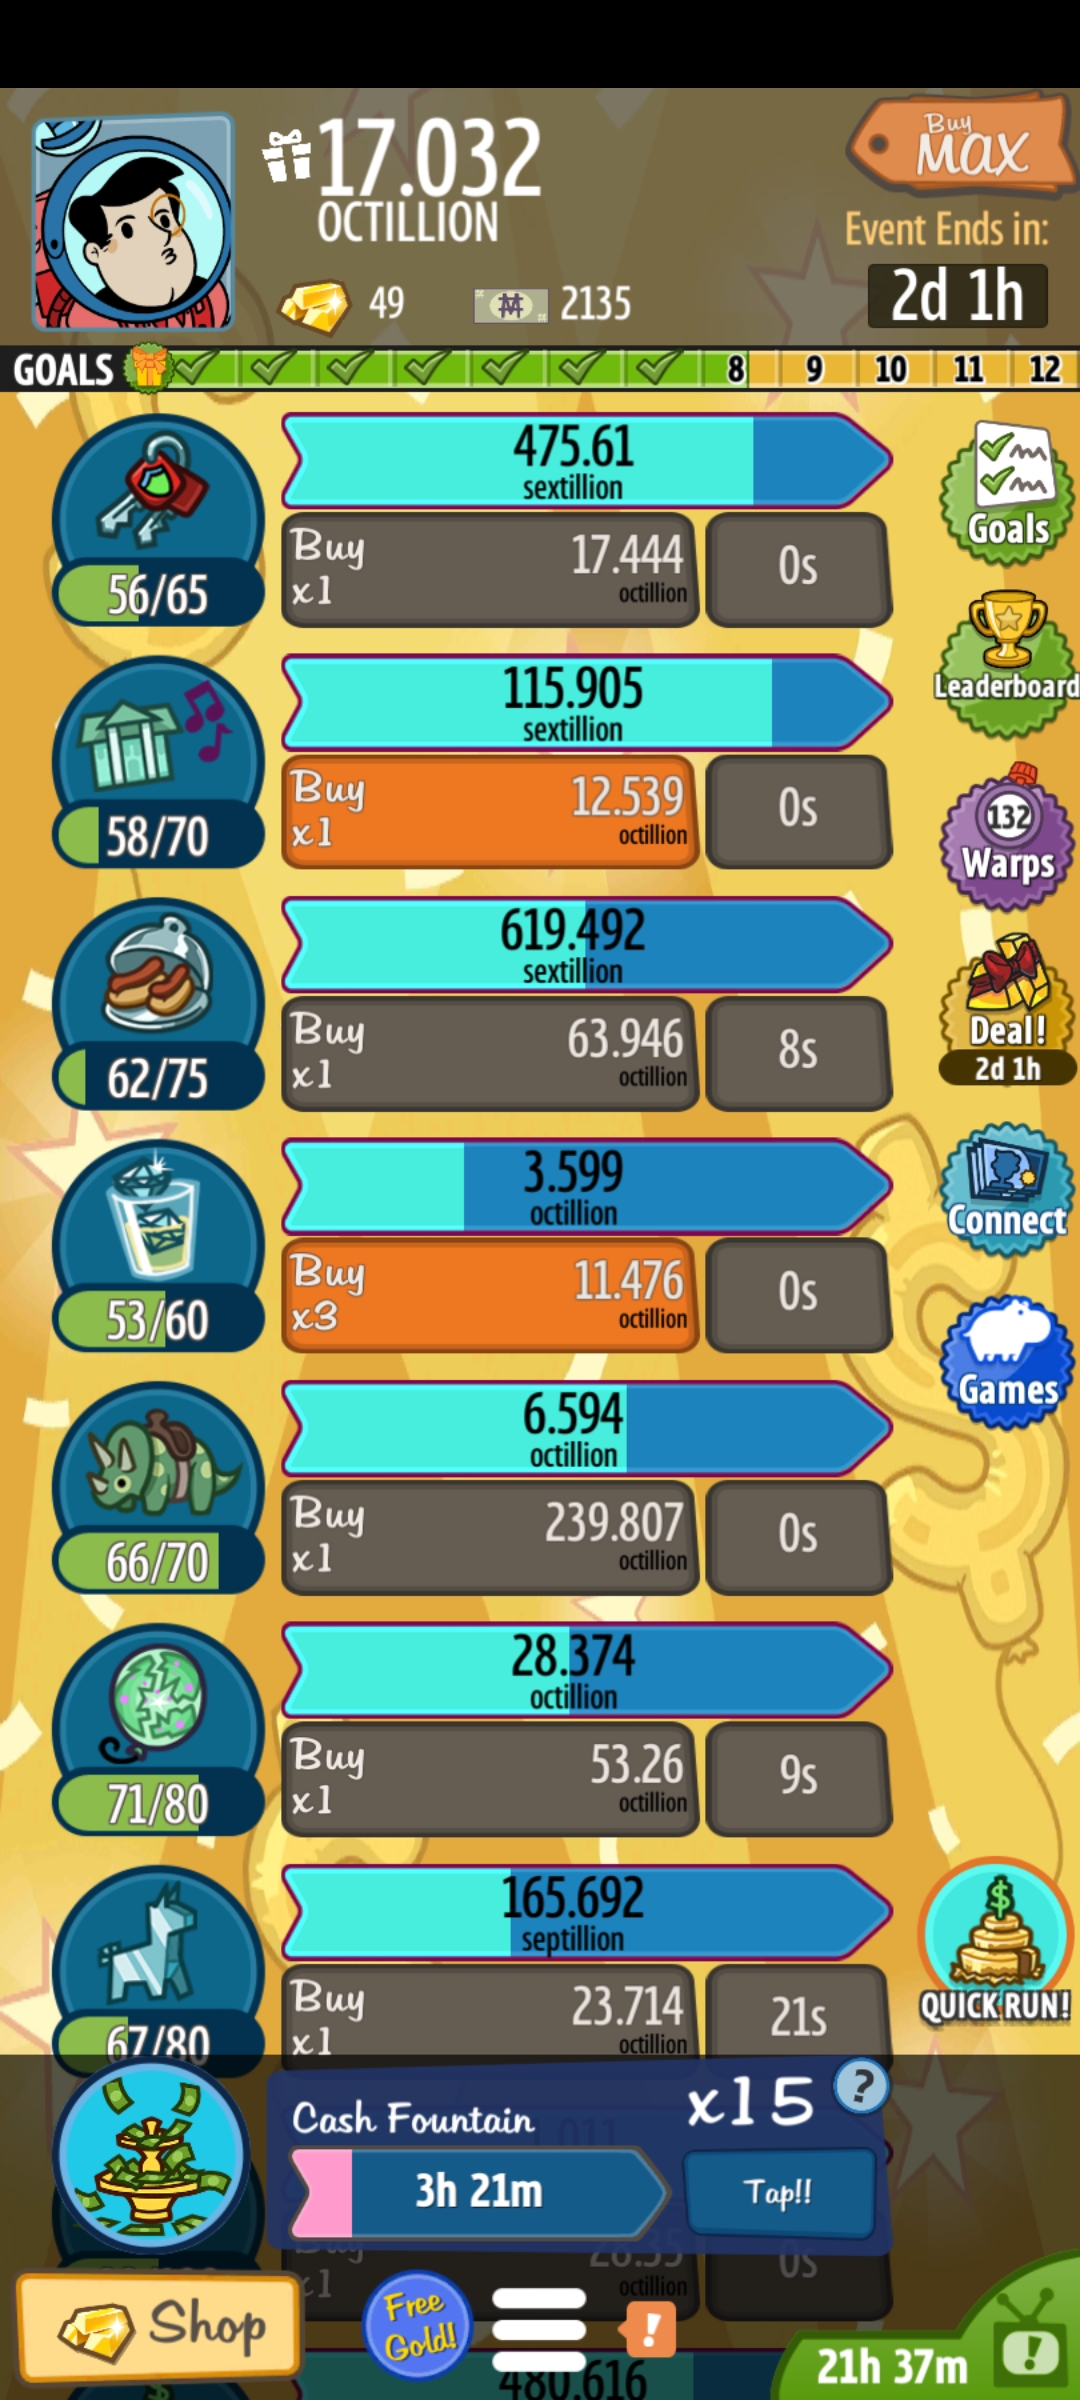 17.032
OCTILLION
Buy
MAX
Event Ends in:
2d 1h
49
2135
GOALS
8
9
10
11
12
475.61
sextillion
56/65
Buy
x1
17.444
octillion
0s
Goals
115.905
sextillion
58/70
Buy
x1
12.539
octillion
0s
Leaderboard
619.492
sextillion
62/75
Buy
x1
63.946
octillion
8s
132
Warps
Deal!
2d 1h
3.599
octillion
53/60
Buy
x3
11.476
octillion
0s
Connect
6.594
octillion
66/70
Buy
x1
239.807
octillion
0s
Games
28.374
octillion
71/80
Buy
x1
53.26
octillion
9s
165.692
septillion
67/80
Buy
x1
23.714
octillion
21s
$
QUICK RUN!
Cash Fountain
x15
?
3h 21m
Tap!!
Buy
x1
28.35
octillion
0s
Shop
Free
Gold!
!
21h 37m
!
480.616